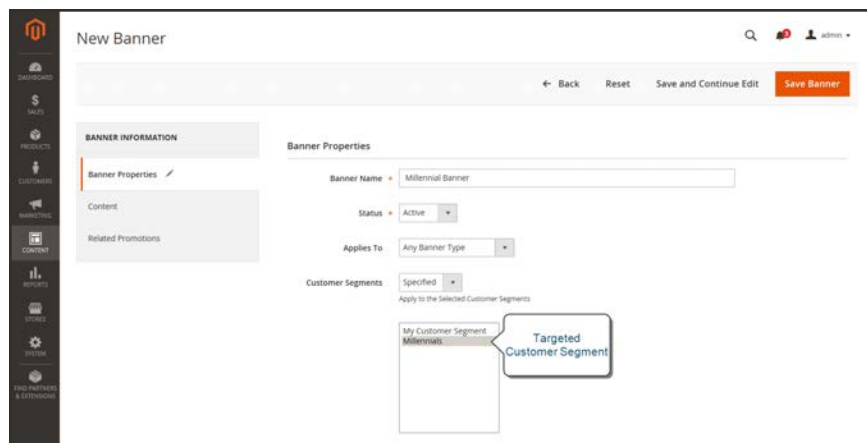 New Banner
admin
DASHBOARD
SALES
PRODUCTS
CUSTOMERS
MARKETING
CONTENT
REPORTS
STORES
SYSTEM
FIND PARTNERS
& EXTENSIONS
← Back Reset Save and Continue Edit Save Banner
BANNER INFORMATION
Banner Properties
Content
Related Promotions
Banner Properties
Banner Name * Millennial Banner
Status * Active
Applies To Any Banner Type
Customer Segments Specified
Apply to the Selected Customer Segments
My Customer Segment
Millennials
Targeted
Customer Segment